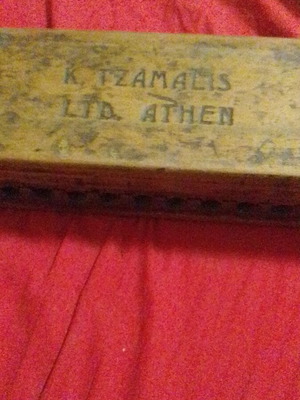 K. TZAMALIS
LTD. ATHEN